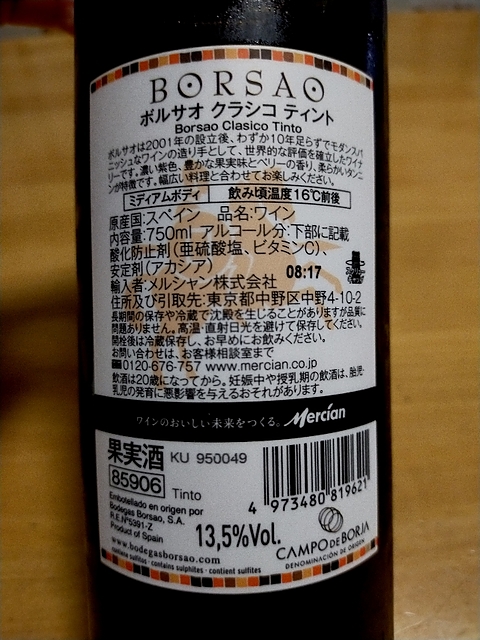 BORSAO
ボルサオ クラシコ ティント
Borsao Clasico Tinto
ボルサオは2001年の設立後、わずか10年足らずでモダンスパ
ニッシュなワインの造り手として、世界的な評価を確立したワイナ
リーです。濃い紫色、豊かな果実味とベリーの香り、柔らかいタンニ
ンが特徴です。幅広い料理と合わせてお楽しみください。
ミディアムボディ 飲み頃温度16℃前後
原産国:スペイン 品名:ワイン
内容量:750ml アルコール分:下部に記載
酸化防止剤(亜硫酸塩、ビタミンC)、
安定剤(アカシア) 08:17
輸入者:メルシャン株式会社
住所及び引取先:東京都中野区中野4-10-2
長期間の保存や冷蔵で沈殿を生じることがありますが品質に
問題ありません。高温・直射日光を避けて保存してください。
開栓後は冷蔵保存し、お早めにお飲みください。
お問い合わせは、お客様相談室まで
0120-676-757 www.mercian.co.jp
飲酒は20歳になってから。妊娠中や授乳期の飲酒は、胎児・
乳児の発育に悪影響を与えるおそれがあります。
ワインのおいしい未来をつくる。 Mercian
果実酒 KU 950049
85906 Tinto
4 973480 819621
Embotellado en origen por
Bodegas Borsao, S.A.
R.E.Nº5391-Z
Product of Spain
13,5%Vol.
www.bodegasborsao.com
CAMPO DE BORJA
DENOMINACIÓN DE ORIGEN
contiene sulfitos · contains sulphites · contient sulfites